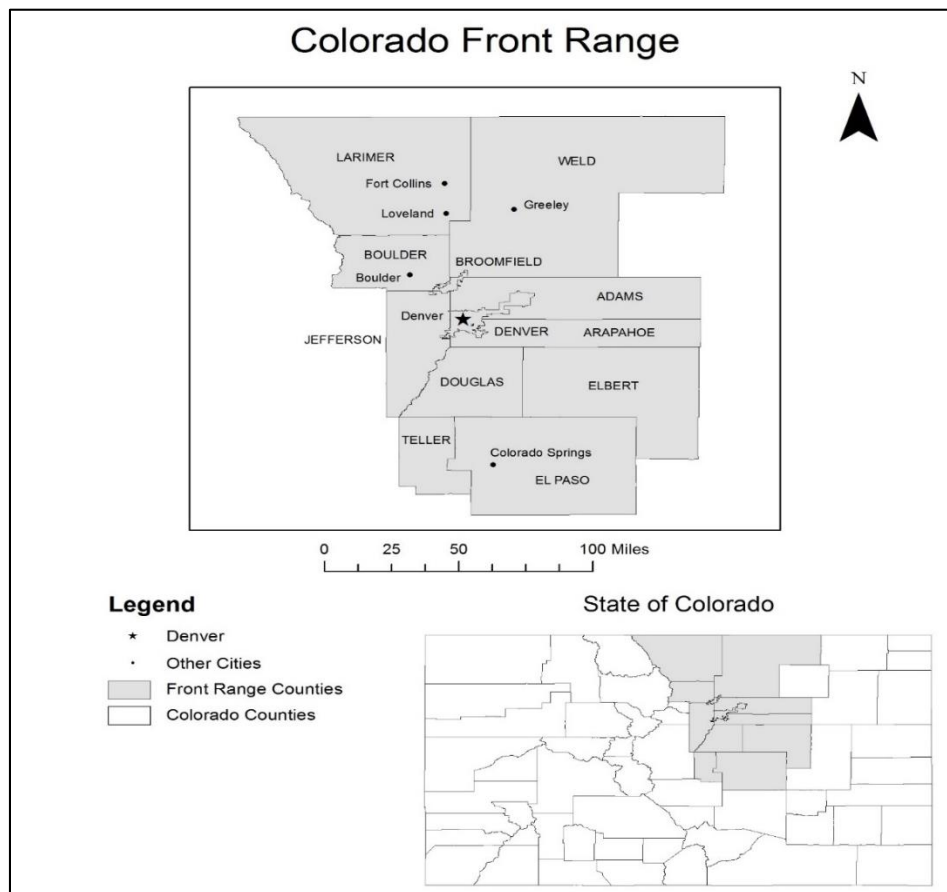 Colorado Front Range
N
LARIMER
WELD
Fort Collins
Loveland
Greeley
BOULDER
Boulder
BROOMFIELD
ADAMS
Denver
JEFFERSON
DENVER
ARAPAHOE
DOUGLAS
ELBERT
TELLER
Colorado Springs
EL PASO
0 25 50 100 Miles
Legend
Denver
Other Cities
Front Range Counties
Colorado Counties
State of Colorado